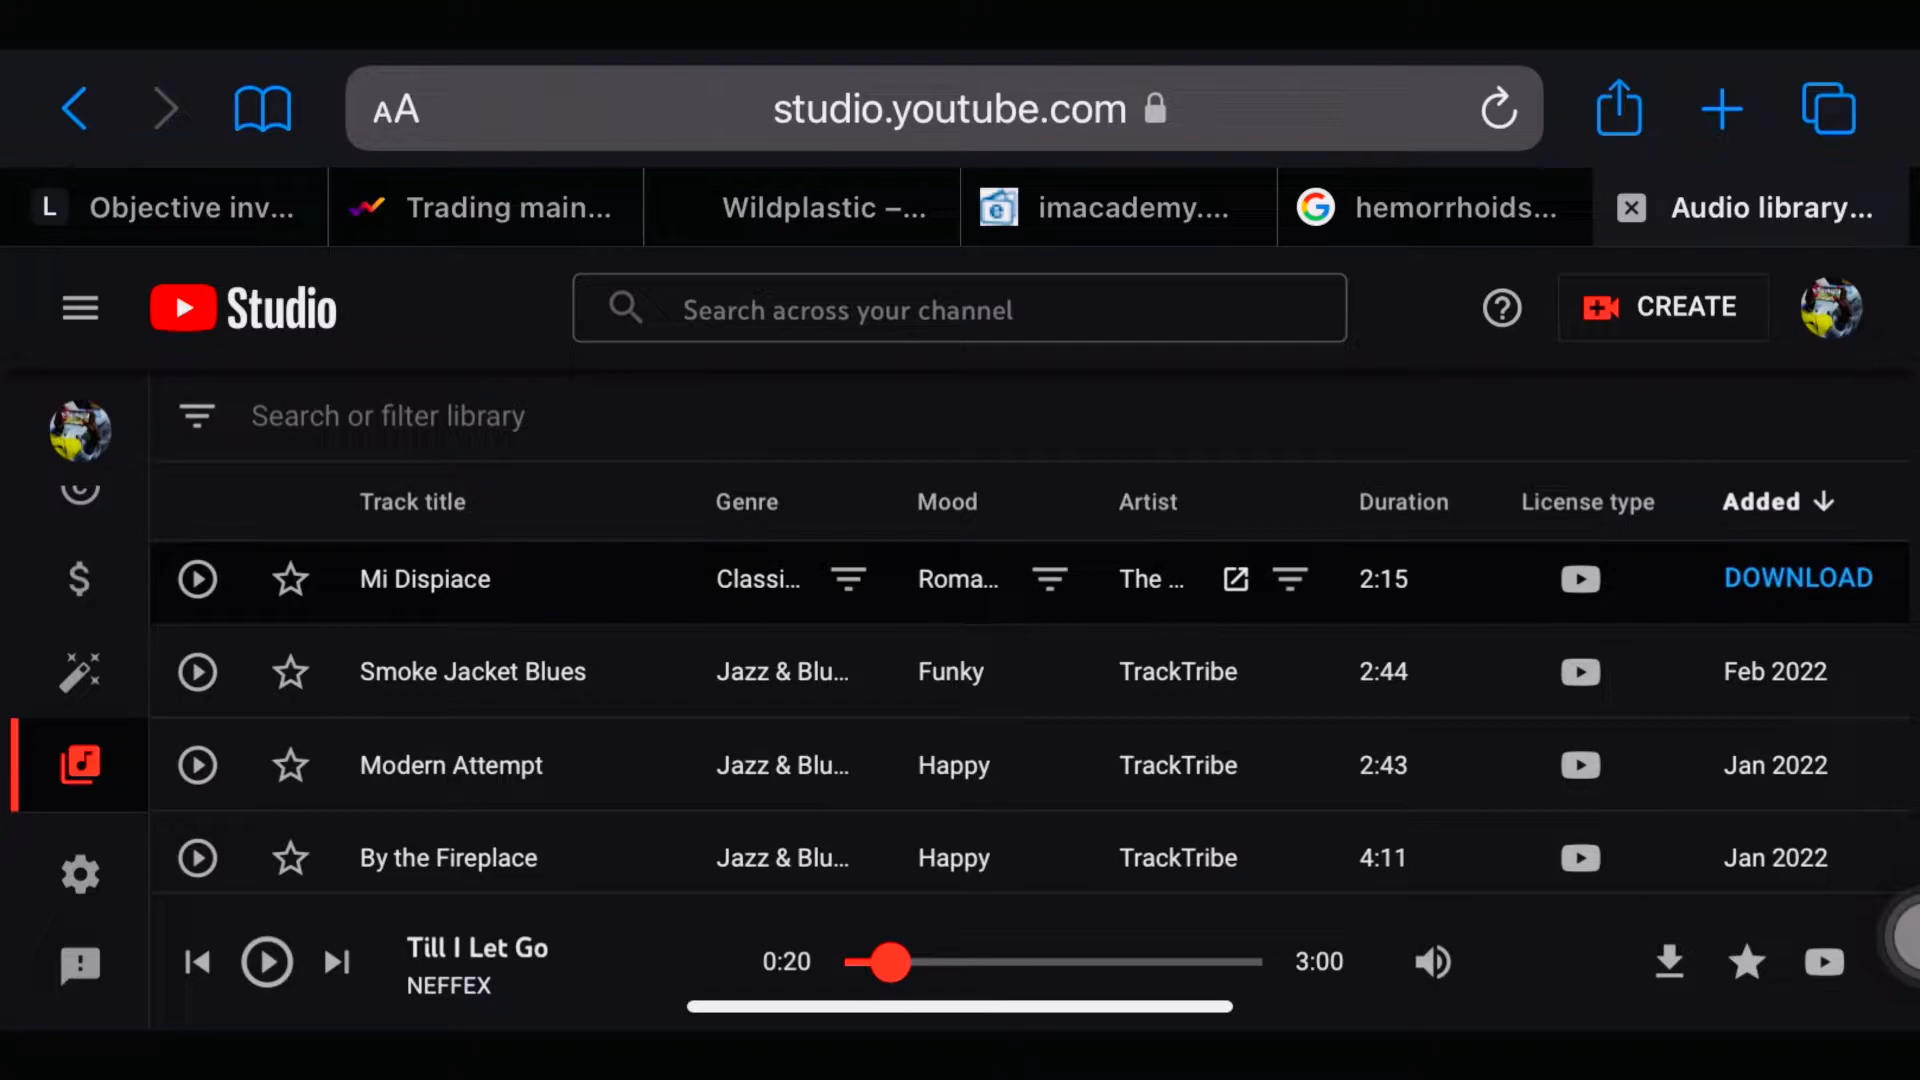 AA studio.youtube.com
L Objective inv... Trading main... Wildplastic –... imacademy.... hemorrhoids... Audio library...
Studio Search across your channel CREATE
Search or filter library
Track title Genre Mood Artist Duration License type Added
Mi Dispiace Classi... Roma... The ... 2:15 DOWNLOAD
Smoke Jacket Blues Jazz & Blu... Funky TrackTribe 2:44 Feb 2022
Modern Attempt Jazz & Blu... Happy TrackTribe 2:43 Jan 2022
By the Fireplace Jazz & Blu... Happy TrackTribe 4:11 Jan 2022
Till I Let Go 0:20 3:00
NEFFEX